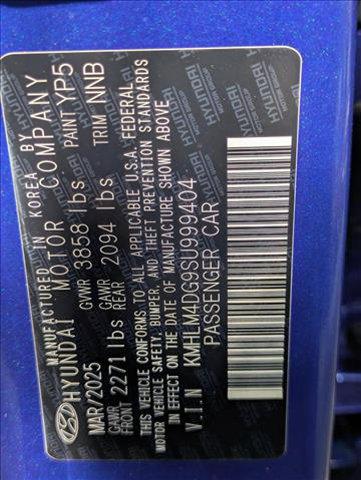 MANUFACTURED IN KOREA BY
HYUNDAI MOTOR COMPANY
MAR/2025 GVWR 3858 lbs PAINT YP5
GAWR FRONT 2271 lbs GAWR REAR 2094 lbs TRIM NNB
THIS VEHICLE CONFORMS TO ALL APPLICABLE U.S.A. FEDERAL
MOTOR VEHICLE SAFETY, BUMPER, AND THEFT PREVENTION STANDARDS
IN EFFECT ON THE DATE OF MANUFACTURE SHOWN ABOVE
V.I.N KMHLM4DG9SU999404
PASSENGER CAR